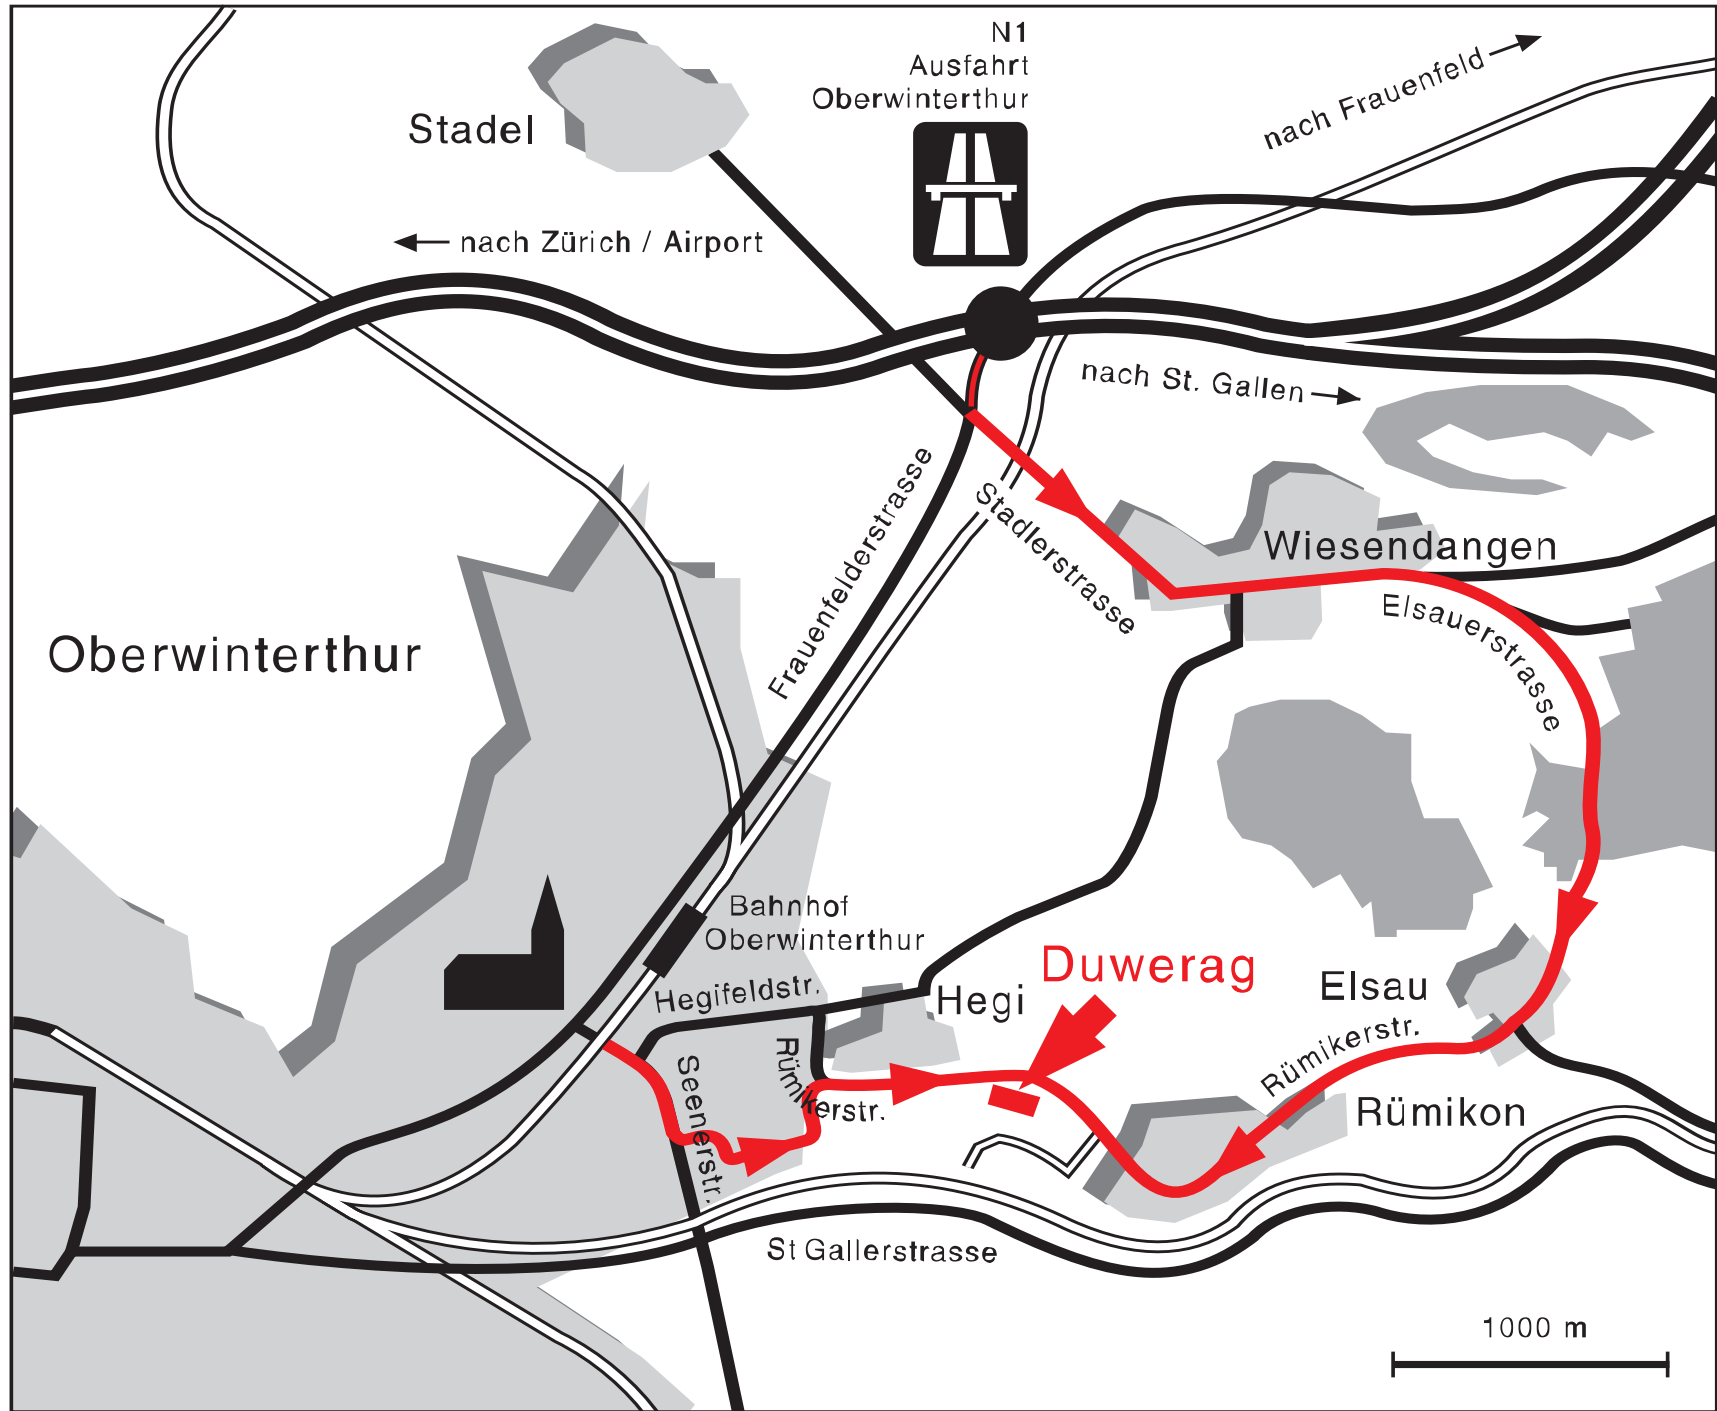 N1
Ausfahrt
Oberwinterthur
nach Frauenfeld
Stadel
nach Zürich / Airport
nach St. Gallen
Frauenfelderstrasse
Stadlerstrasse
Wiesendangen
Elsauerstrasse
Oberwinterthur
Bahnhof
Oberwinterthur
Hegifeldstr.
Hegi
Duwerag
Elsau
Rümikerstr.
Seenerstr.
Rümikerstr.
Rümikon
St Gallerstrasse
1000 m